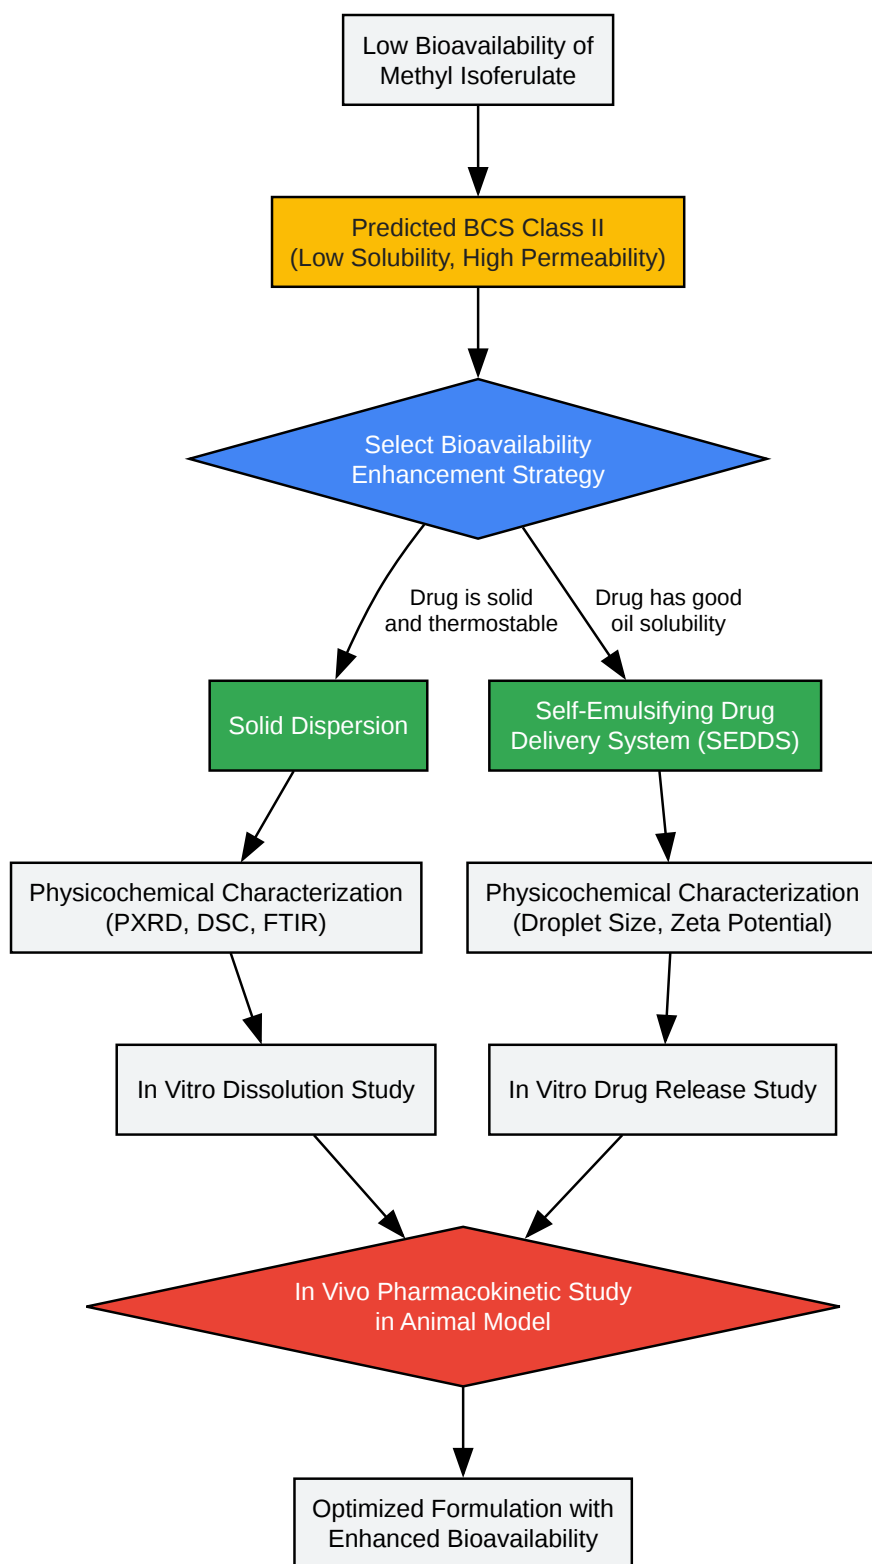 Low Bioavailability of
Methyl Isoferulate
Predicted BCS Class II
(Low Solubility, High Permeability)
Select Bioavailability
Enhancement Strategy
Drug is solid
and thermostable
Drug has good
oil solubility
Solid Dispersion
Self-Emulsifying Drug
Delivery System (SEDDS)
Physicochemical Characterization
(PXRD, DSC, FTIR)
Physicochemical Characterization
(Droplet Size, Zeta Potential)
In Vitro Dissolution Study
In Vitro Drug Release Study
In Vivo Pharmacokinetic Study
in Animal Model
Optimized Formulation with
Enhanced Bioavailability